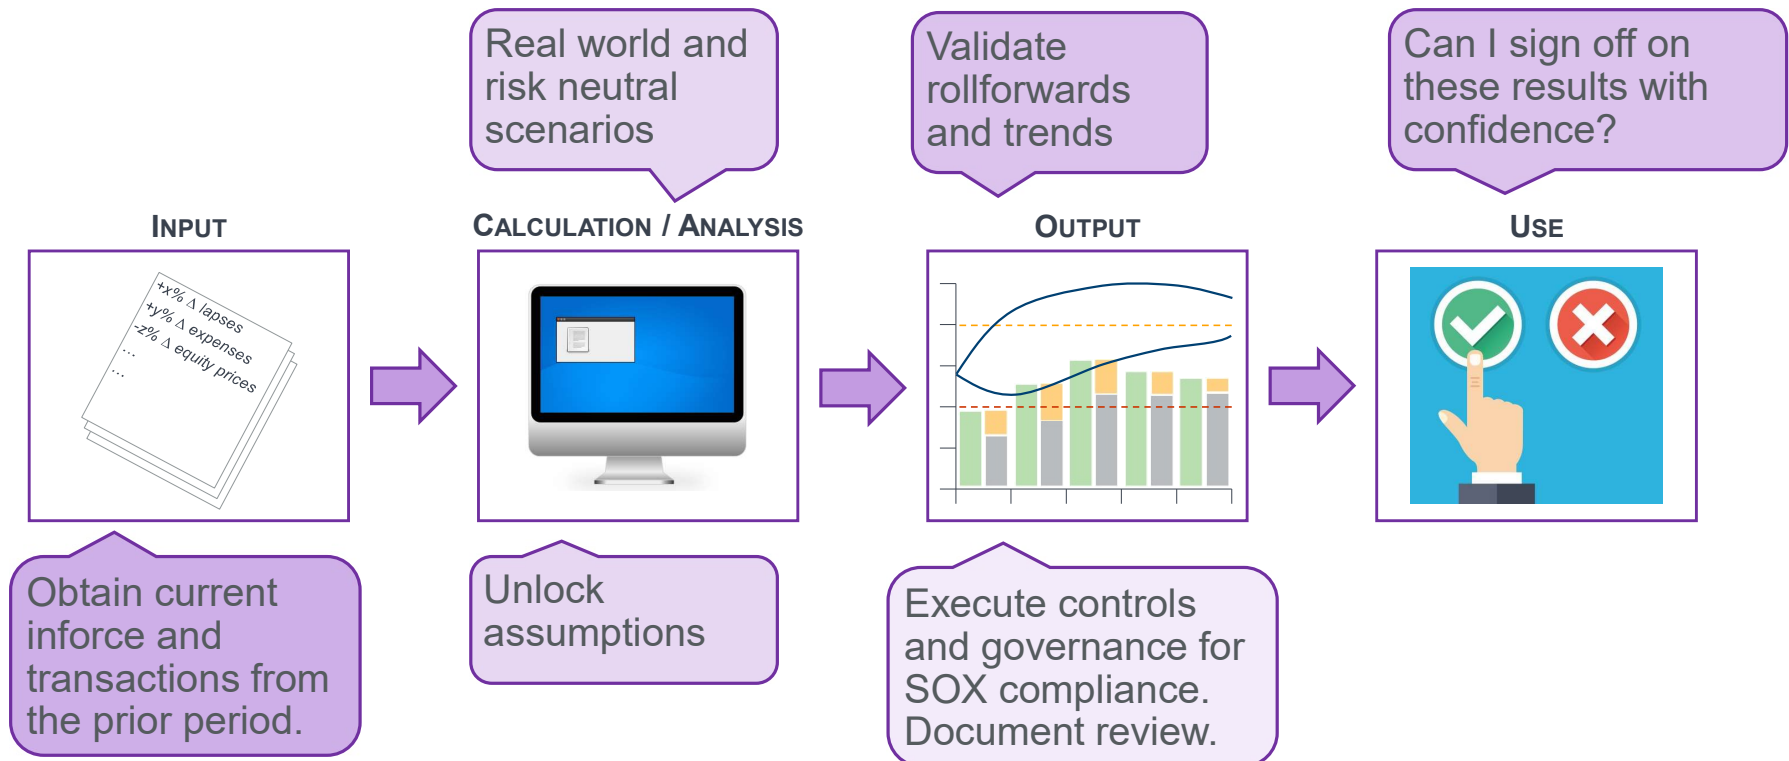 Real world and
risk neutral
scenarios
Validate
rollforwards
and trends
Can I sign off on
these results with
confidence?
INPUT
CALCULATION / ANALYSIS
OUTPUT
USE
+x% Δ lapses
+y% Δ expenses
-z% Δ equity prices
...
...
Obtain current
inforce and
transactions from
the prior period.
Unlock
assumptions
Execute controls
and governance for
SOX compliance.
Document review.